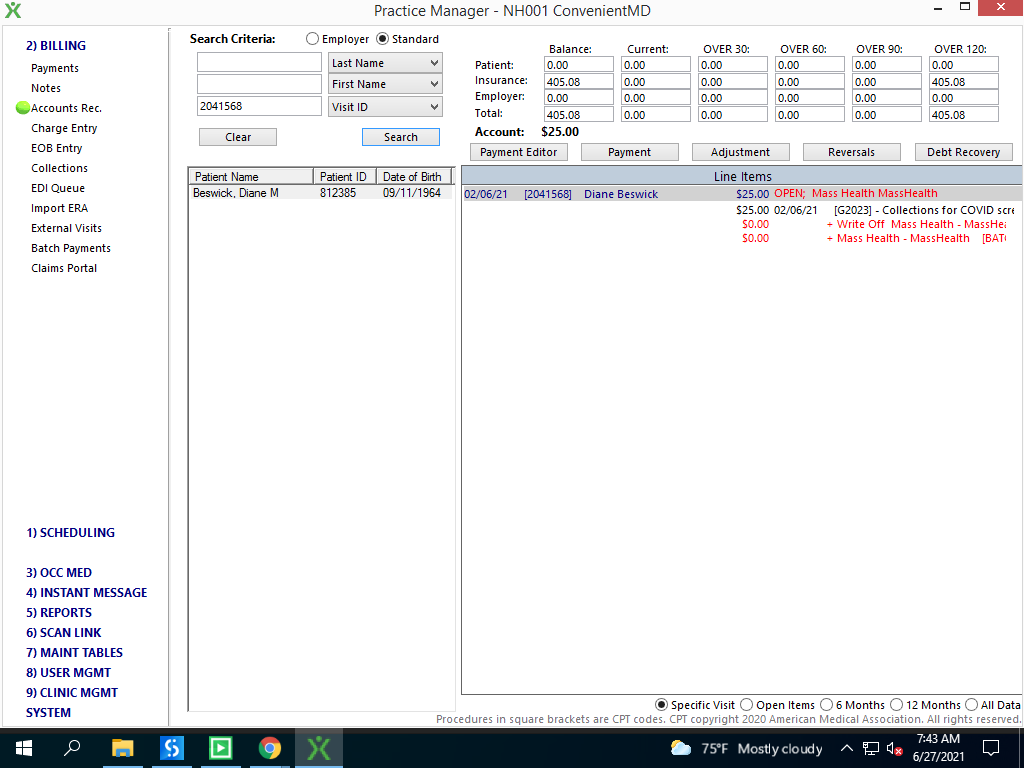 Practice Manager - NH001 ConvenientMD
2) BILLING
Payments
Notes
Accounts Rec.
Charge Entry
EOB Entry
Collections
EDI Queue
Import ERA
External Visits
Batch Payments
Claims Portal
1) SCHEDULING
3) OCC MED
4) INSTANT MESSAGE
5) REPORTS
6) SCAN LINK
7) MAINT TABLES
8) USER MGMT
9) CLINIC MGMT
SYSTEM
Search Criteria: Employer Standard
Last Name
First Name
2041568 Visit ID
Clear Search
Patient Name Patient ID Date of Birth
Beswick, Diane M 812385 09/11/1964
Balance: Current: OVER 30: OVER 60: OVER 90: OVER 120:
Patient: 0.00 0.00 0.00 0.00 0.00 0.00
Insurance: 405.08 0.00 0.00 0.00 0.00 405.08
Employer: 0.00 0.00 0.00 0.00 0.00 0.00
Total: 405.08 0.00 0.00 0.00 0.00 405.08
Account: $25.00
Payment Editor Payment Adjustment Reversals Debt Recovery
Line Items
02/06/21 [2041568] Diane Beswick $25.00 OPEN; Mass Health MassHealth
$25.00 02/06/21 [G2023] - Collections for COVID scre
$0.00 + Write Off Mass Health - MassHea
$0.00 + Mass Health - MassHealth [BAT
Specific Visit Open Items 6 Months 12 Months All Data
Procedures in square brackets are CPT codes. CPT copyright 2020 American Medical Association. All rights reserved.
75°F Mostly cloudy
7:43 AM
6/27/2021